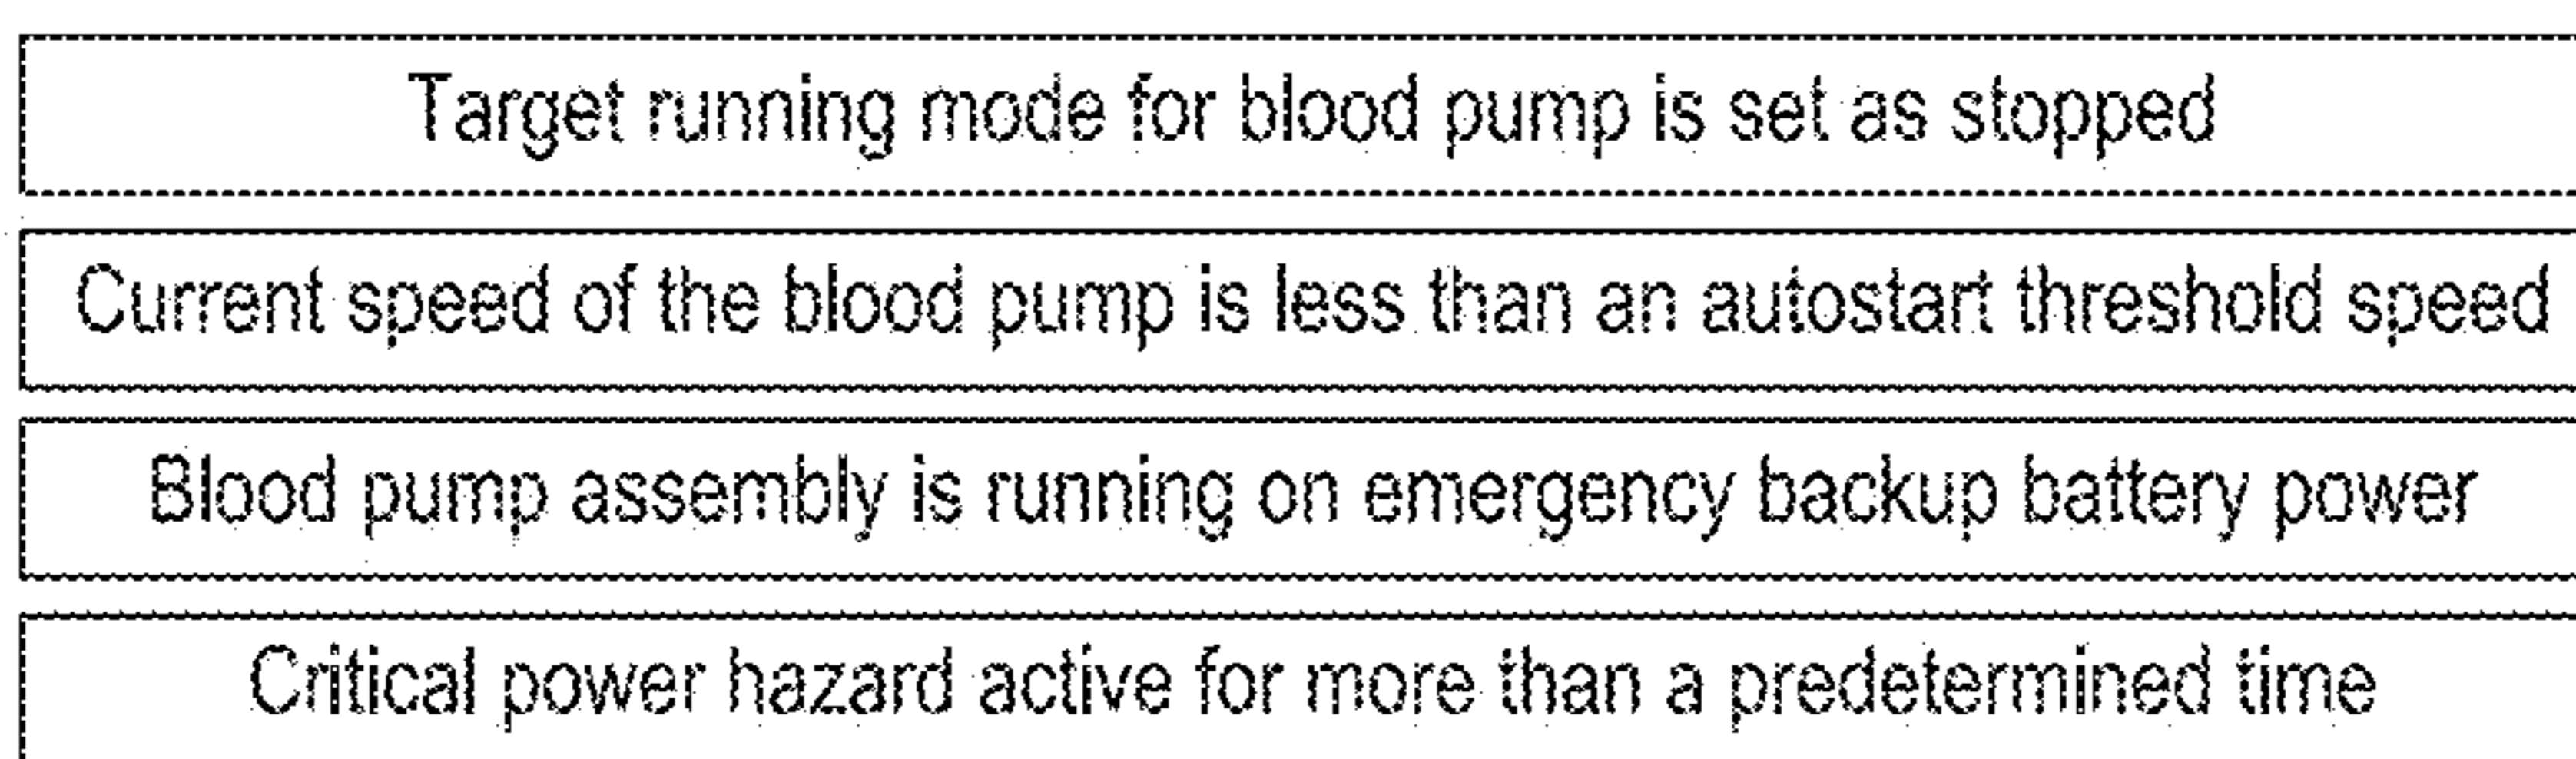 Target running mode for blood pump is set as stopped
Current speed of the blood pump is less than an autostart threshold speed
Blood pump assembly is running on emergency backup battery power
Critical power hazard active for more than a predetermined time